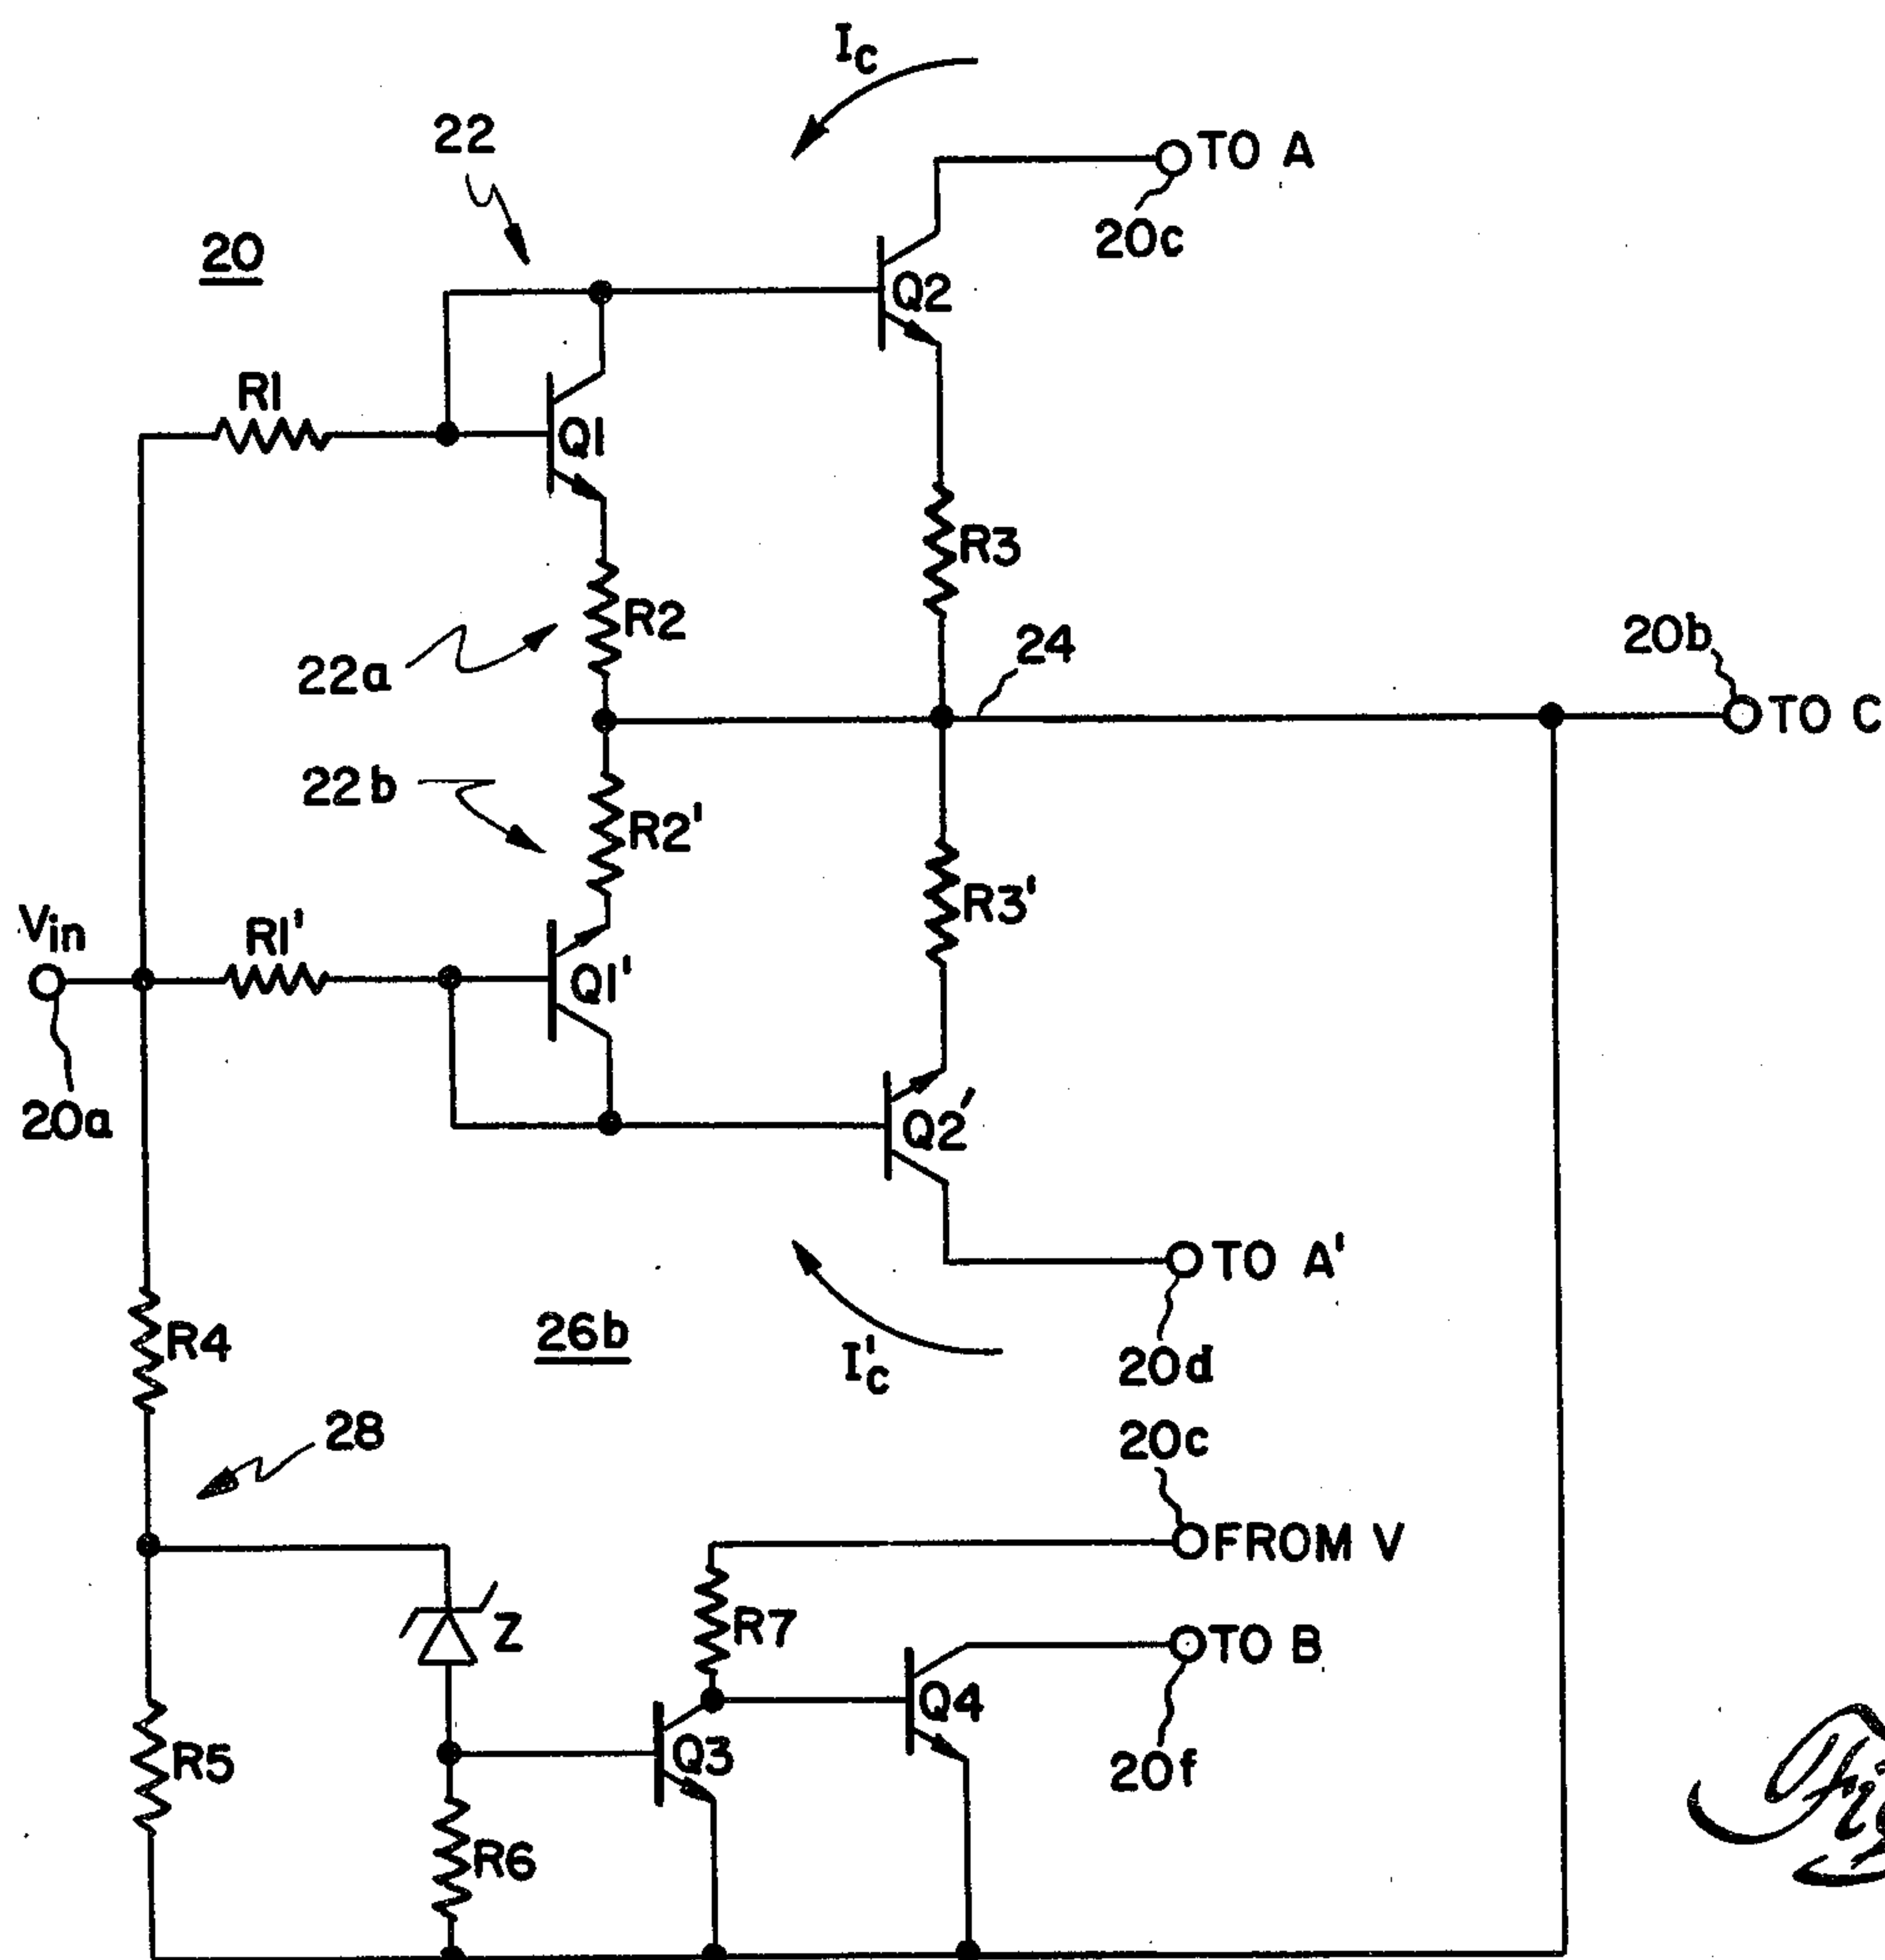 Ic
22
TO A
20
20c
Q2
R1
Q1
R3
R2
22a
24
20b
TO C
22b
R2'
R3'
Vin
R1'
Q1'
20a
Q2'
TO A'
26b
I'c
20d
R4
28
20c
FROM V
Z
R7
TO B
Q4
Q3
R5
20f
R6